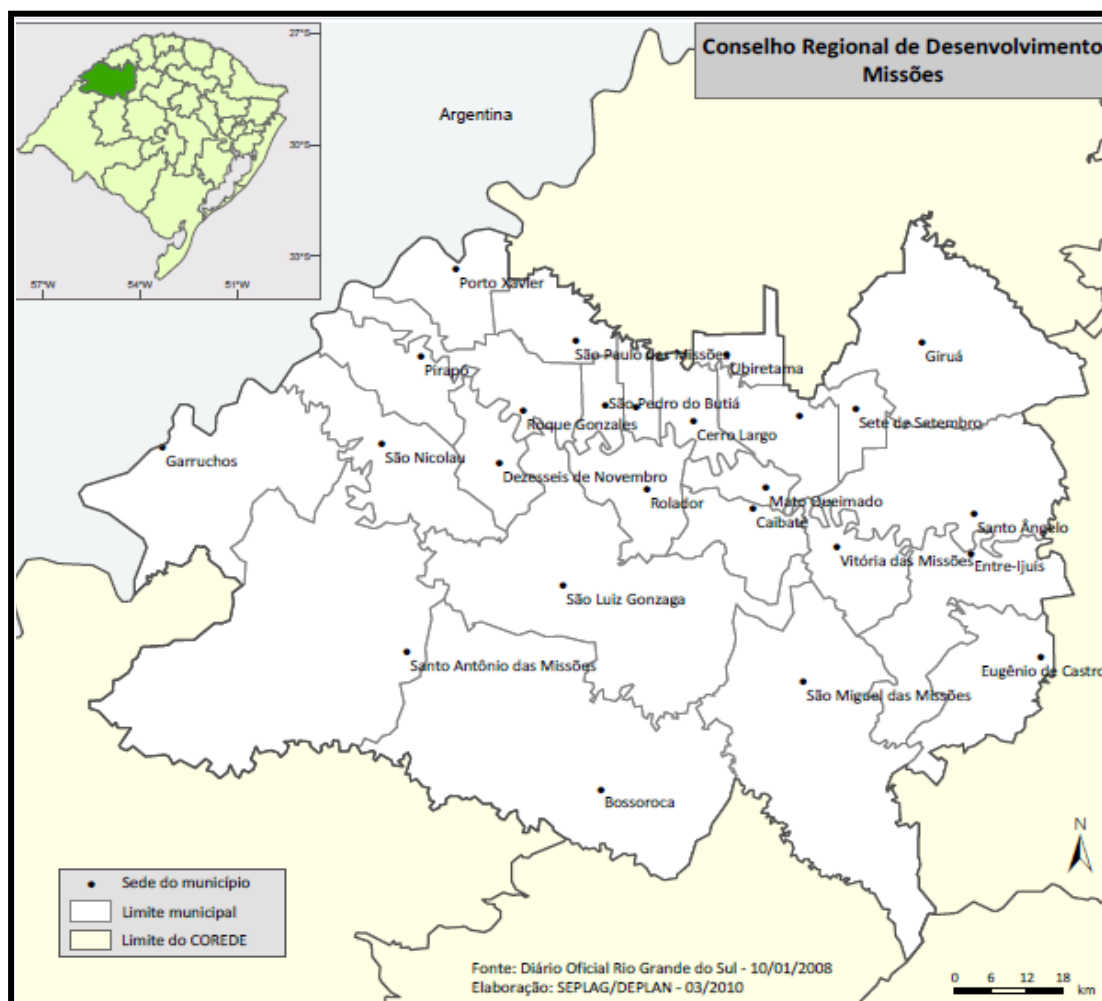 Conselho Regional de Desenvolvimento
Missões
27°S
30°S
33°S
57°W
54°W
51°W
Argentina
Porto Xavier
São Paulo das Missões
Ubiretama
Giruá
Pirapó
São Pedro do Butiá
Roque Gonzales
Cerro Largo
Sete de Setembro
Garruchos
São Nicolau
Dezesseis de Novembro
Rolador
Mato Queimado
Caibaté
Santo Ângelo
Vitória das Missões
Entre-Ijuís
São Luiz Gonzaga
Santo Antônio das Missões
Eugênio de Castro
São Miguel das Missões
Bossoroca
N
Sede do município
Limite municipal
Limite do COREDE
Fonte: Diário Oficial Rio Grande do Sul - 10/01/2008
Elaboração: SEPLAG/DEPLAN - 03/2010
0 6 12 18
km